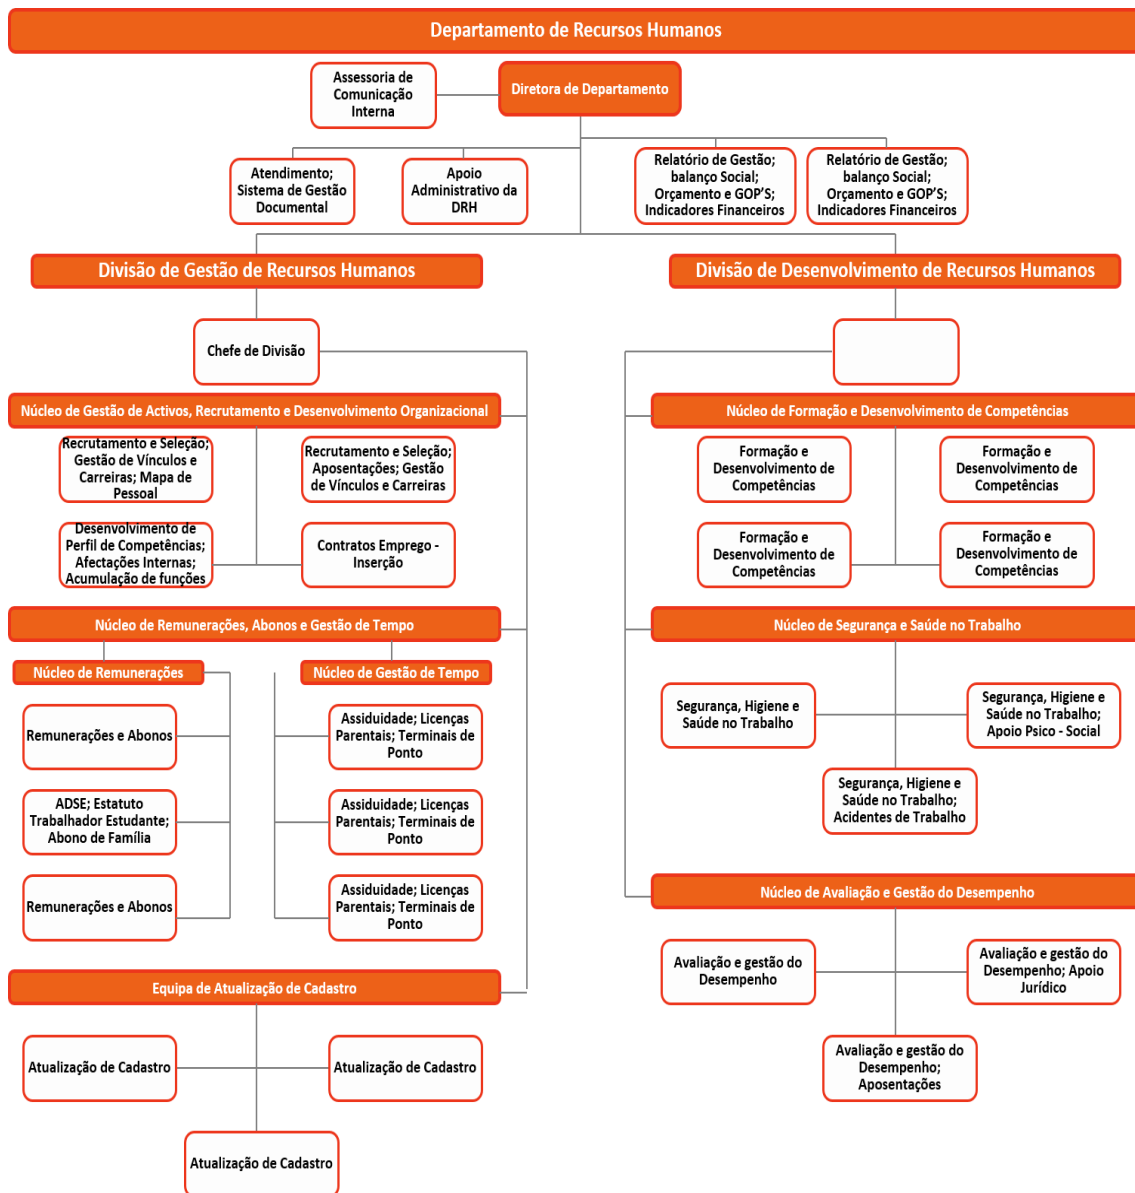 Departamento de Recursos Humanos
Assessoria de
Comunicação
Interna
Diretora de Departamento
Atendimento;
Sistema de Gestão
Documental
Apoio
Administrativo da
DRH
Relatório de Gestão;
balanço Social;
Orçamento e GOP'S;
Indicadores Financeiros
Relatório de Gestão;
balanço Social;
Orçamento e GOP'S;
Indicadores Financeiros
Divisão de Gestão de Recursos Humanos
Divisão de Desenvolvimento de Recursos Humanos
Chefe de Divisão
Núcleo de Gestão de Activos, Recrutamento e Desenvolvimento Organizacional
Núcleo de Formação e Desenvolvimento de Competências
Recrutamento e Seleção;
Gestão de Vínculos e
Carreiras; Mapa de
Pessoal
Recrutamento e Seleção;
Aposentações; Gestão
de Vínculos e Carreiras
Formação e
Desenvolvimento de
Competências
Formação e
Desenvolvimento de
Competências
Desenvolvimento de
Perfil de Competências;
Afectações Internas;
Acumulação de funções
Contratos Emprego -
Inserção
Formação e
Desenvolvimento de
Competências
Formação e
Desenvolvimento de
Competências
Núcleo de Remunerações, Abonos e Gestão de Tempo
Núcleo de Segurança e Saúde no Trabalho
Núcleo de Remunerações
Núcleo de Gestão de Tempo
Remunerações e Abonos
Assiduidade; Licenças
Parentais; Terminais de
Ponto
Segurança, Higiene e
Saúde no Trabalho
Segurança, Higiene e
Saúde no Trabalho;
Apoio Psico - Social
ADSE; Estatuto
Trabalhador Estudante;
Abono de Família
Assiduidade; Licenças
Parentais; Terminais de
Ponto
Segurança, Higiene e
Saúde no Trabalho;
Acidentes de Trabalho
Remunerações e Abonos
Assiduidade; Licenças
Parentais; Terminais de
Ponto
Núcleo de Avaliação e Gestão do Desempenho
Avaliação e gestão do
Desempenho
Avaliação e gestão do
Desempenho; Apoio
Jurídico
Equipa de Atualização de Cadastro
Atualização de Cadastro
Atualização de Cadastro
Avaliação e gestão do
Desempenho;
Aposentações
Atualização de Cadastro